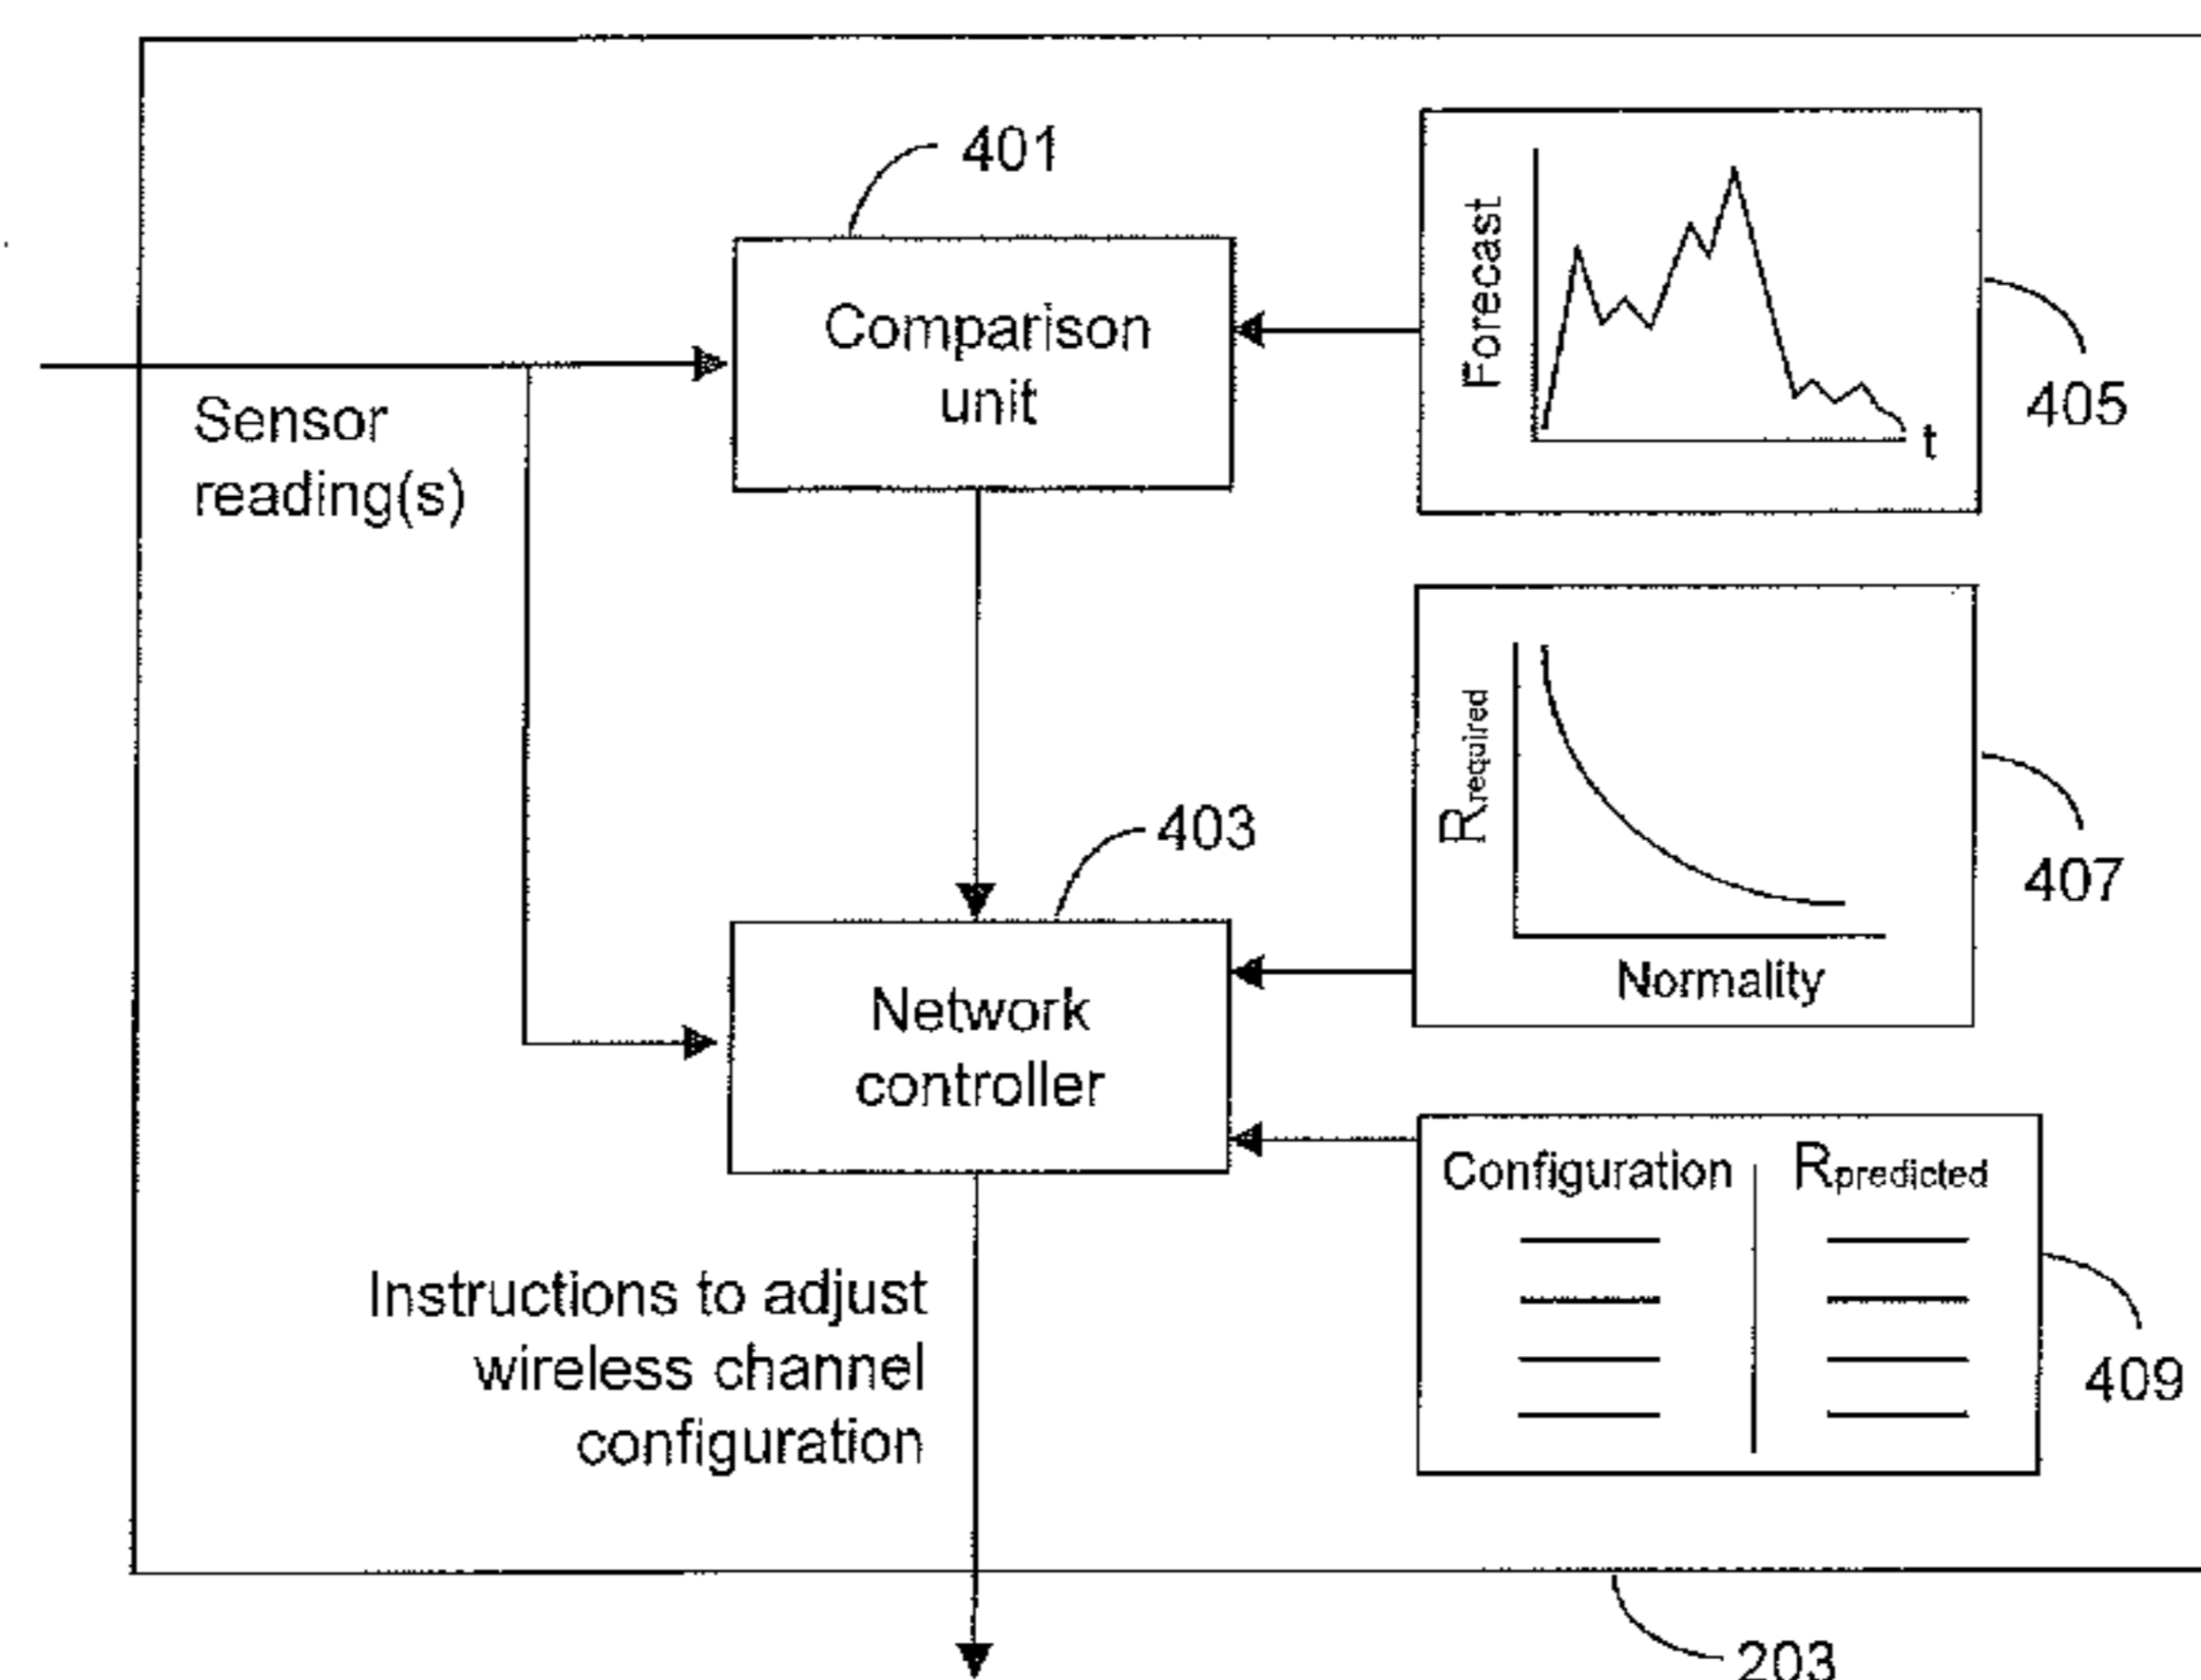 401
Comparison
unit
Forecast
t
405
Sensor
reading(s)
Rrequired
Normality
407
403
Network
controller
Configuration
Rpredicted
409
Instructions to adjust
wireless channel
configuration
203